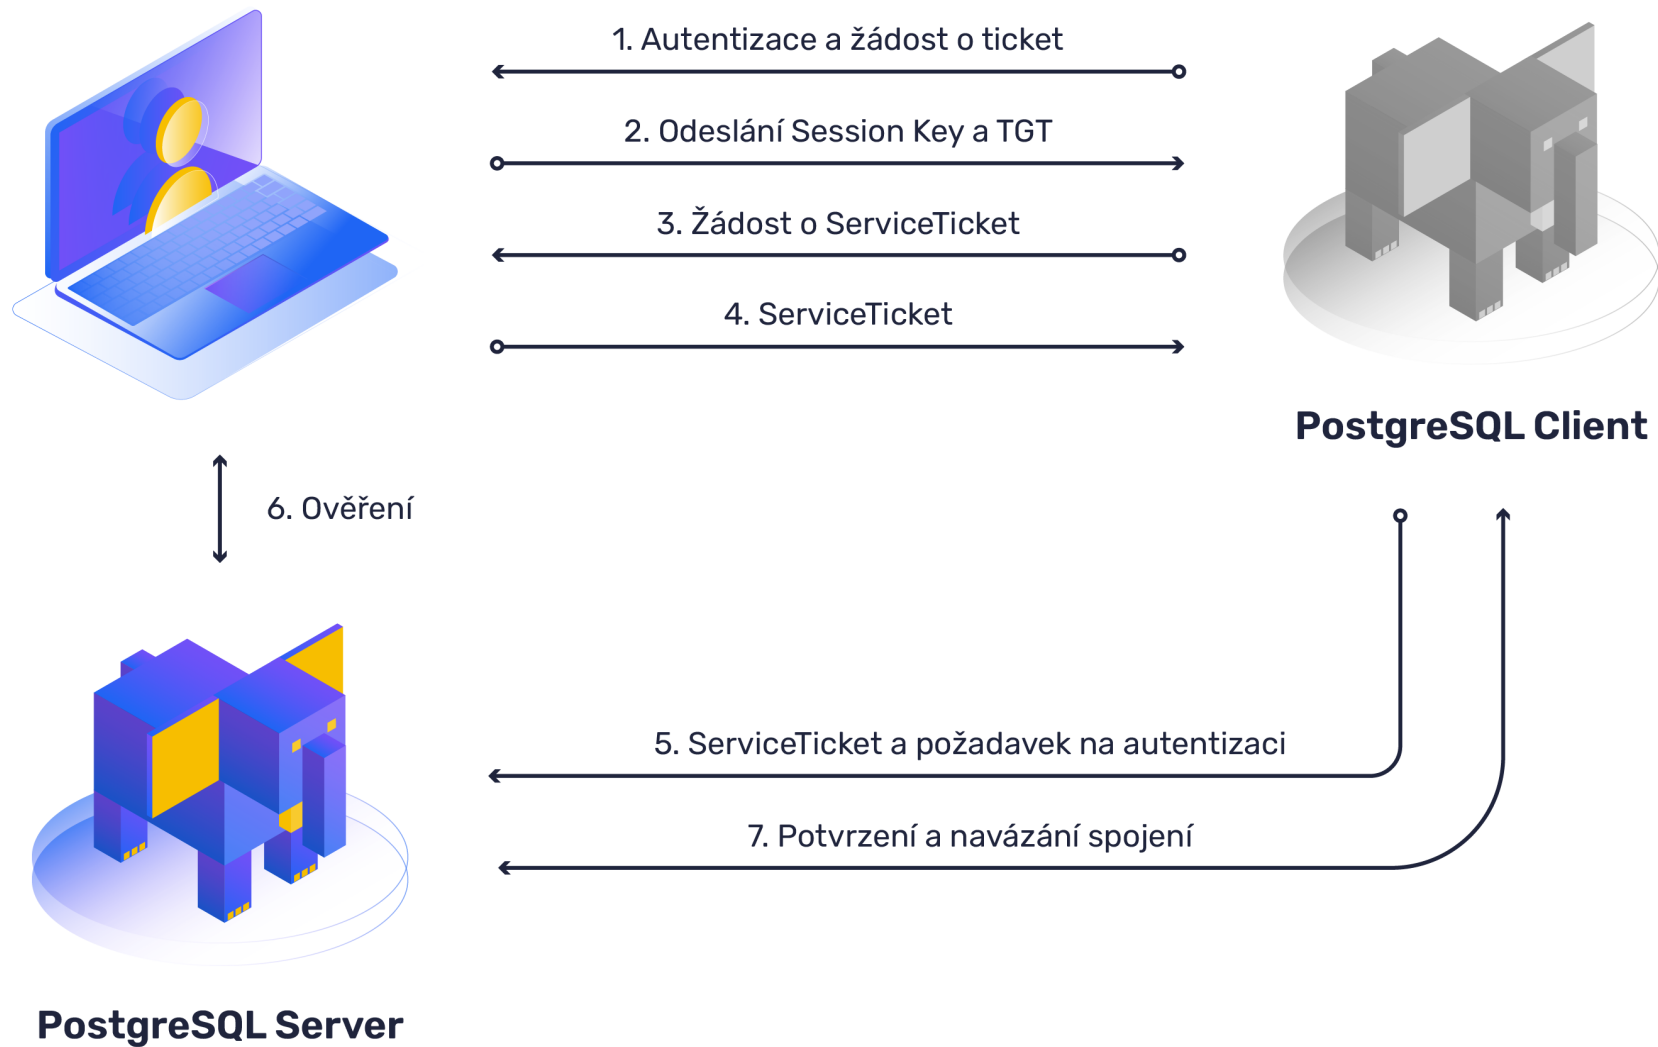 1. Autentizace a žádost o ticket
2. Odeslání Session Key a TGT
3. Žádost o ServiceTicket
4. ServiceTicket
PostgreSQL Client
6. Ověření
5. ServiceTicket a požadavek na autentizaci
7. Potvrzení a navázání spojení
PostgreSQL Server